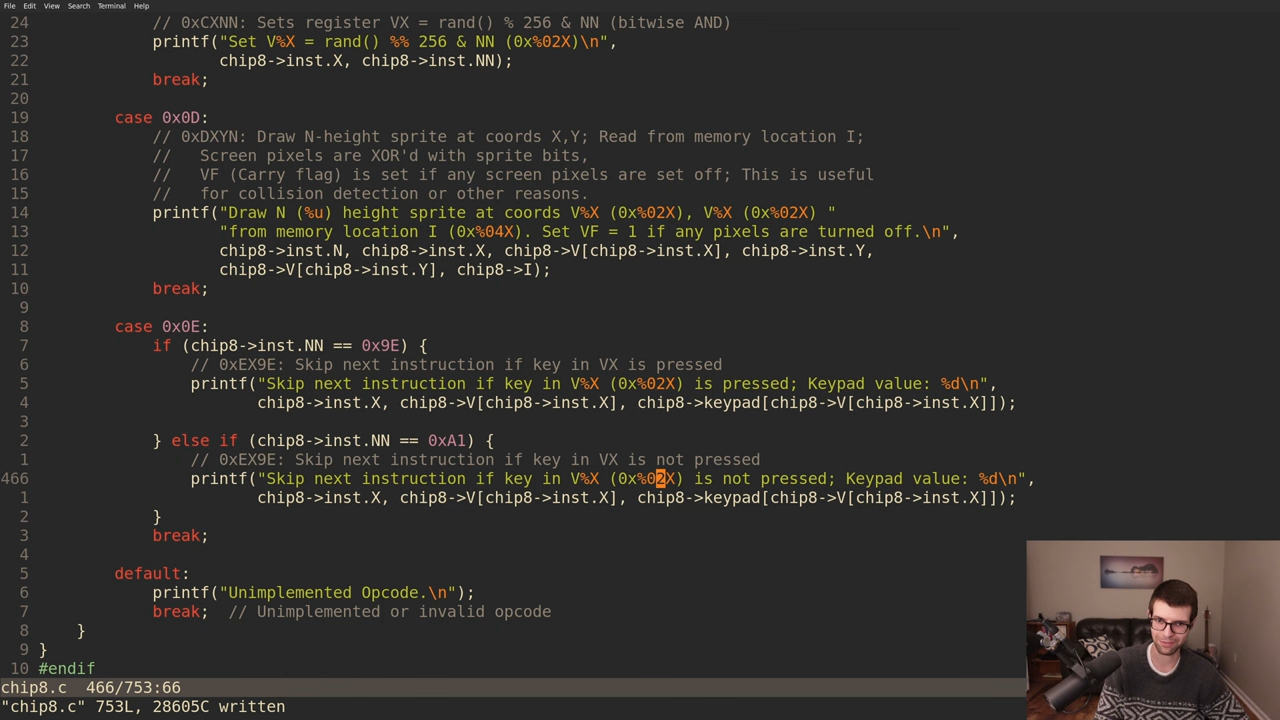 File Edit View Search Terminal Help
24 // 0xCXNN: Sets register VX = rand() % 256 & NN (bitwise AND)
23 printf("Set V%X = rand() %% 256 & NN (0x%02X)\n",
22 chip8->inst.X, chip8->inst.NN);
21 break;
20
19 case 0x0D:
18 // 0xDXYN: Draw N-height sprite at coords X,Y; Read from memory location I;
17 //   Screen pixels are XOR'd with sprite bits,
16 //   VF (Carry flag) is set if any screen pixels are set off; This is useful
15 //   for collision detection or other reasons.
14 printf("Draw N (%u) height sprite at coords V%X (0x%02X), V%X (0x%02X) "
13 "from memory location I (0x%04X). Set VF = 1 if any pixels are turned off.\n",
12 chip8->inst.N, chip8->inst.X, chip8->V[chip8->inst.X], chip8->inst.Y,
11 chip8->V[chip8->inst.Y], chip8->I);
10 break;
9
8 case 0x0E:
7 if (chip8->inst.NN == 0x9E) {
6 // 0xEX9E: Skip next instruction if key in VX is pressed
5 printf("Skip next instruction if key in V%X (0x%02X) is pressed; Keypad value: %d\n",
4 chip8->inst.X, chip8->V[chip8->inst.X], chip8->keypad[chip8->V[chip8->inst.X]]);
3
2 } else if (chip8->inst.NN == 0xA1) {
1 // 0xEX9E: Skip next instruction if key in VX is not pressed
466 printf("Skip next instruction if key in V%X (0x%02X) is not pressed; Keypad value: %d\n",
1 chip8->inst.X, chip8->V[chip8->inst.X], chip8->keypad[chip8->V[chip8->inst.X]]);
2 }
3 break;
4
5 default:
6 printf("Unimplemented Opcode.\n");
7 break;  // Unimplemented or invalid opcode
8 }
9 }
10 #endif
chip8.c 466/753:66
"chip8.c" 753L, 28605C written